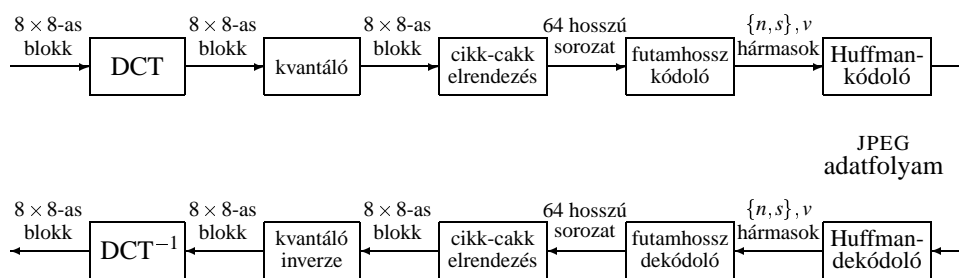 8 × 8-as
blokk
DCT
8 × 8-as
blokk
kvantáló
8 × 8-as
blokk
cikk-cakk
elrendezés
64 hosszú
sorozat
futamhossz
kódoló
{n,s},v
hármasok
Huffman-
kódoló
JPEG
adatfolyam
8 × 8-as
blokk
DCT⁻¹
8 × 8-as
blokk
kvantáló
inverze
8 × 8-as
blokk
cikk-cakk
elrendezés
64 hosszú
sorozat
futamhossz
dekódoló
{n,s},v
hármasok
Huffman-
dekódoló